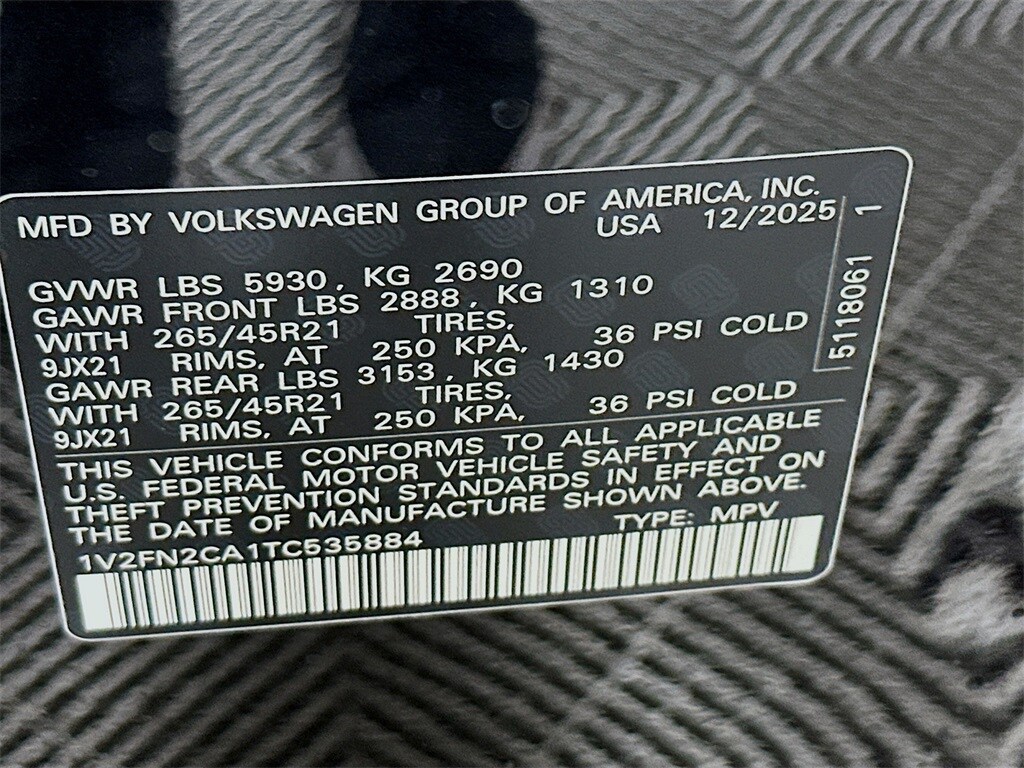 MFD BY VOLKSWAGEN GROUP OF AMERICA, INC.
USA 12/2025
GVWR LBS 5930, KG 2690
GAWR FRONT LBS 2888, KG 1310
WITH 265/45R21 TIRES,
9JX21 RIMS, AT 250 KPA, 36 PSI COLD
GAWR REAR LBS 3153, KG 1430
WITH 265/45R21 TIRES,
9JX21 RIMS, AT 250 KPA, 36 PSI COLD
THIS VEHICLE CONFORMS TO ALL APPLICABLE
U.S. FEDERAL MOTOR VEHICLE SAFETY AND
THEFT PREVENTION STANDARDS IN EFFECT ON
THE DATE OF MANUFACTURE SHOWN ABOVE.
TYPE: MPV
1V2FN2CA1TC535884
5118061 1